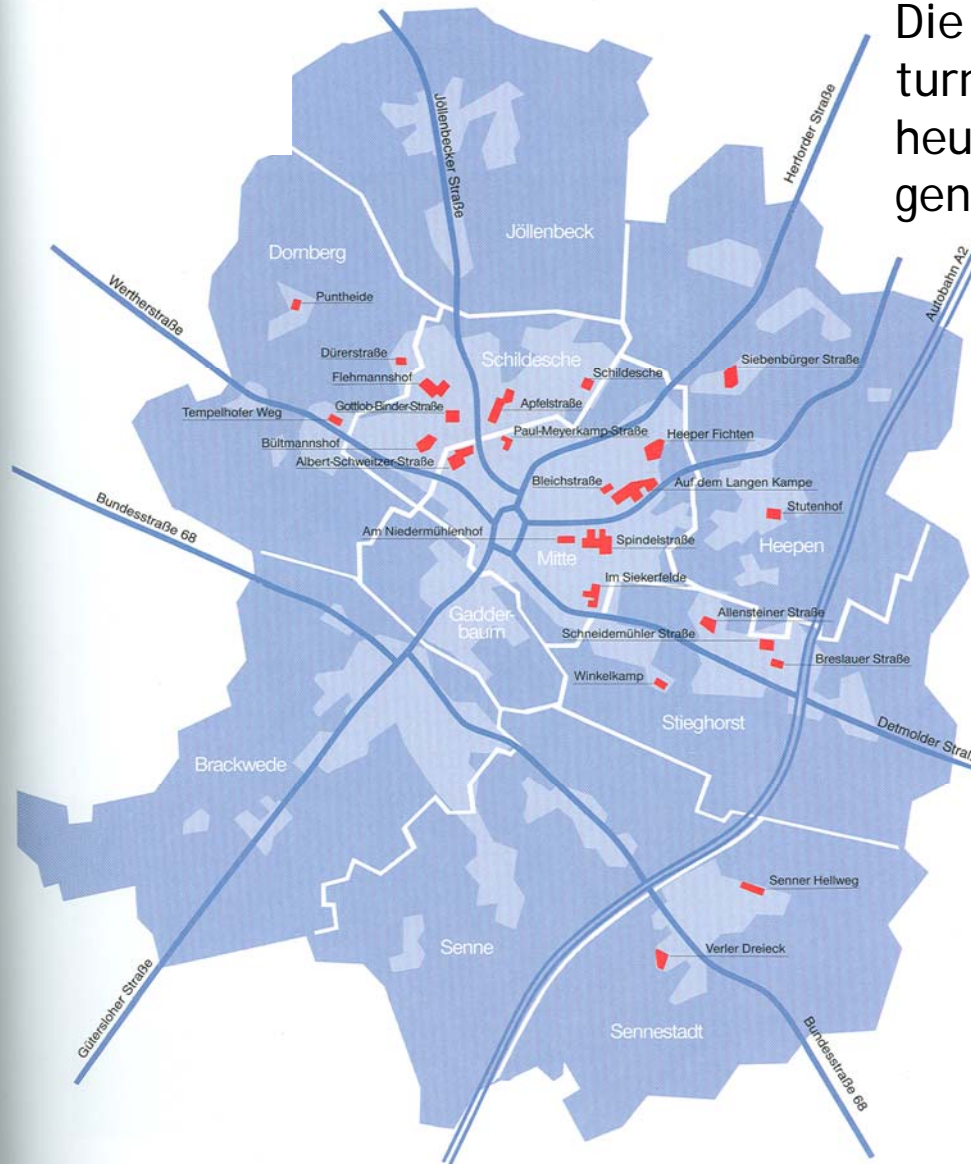 Die
turn
heu
gen
Jöllenbecker Straße
Herforder Straße
Jöllenbeck
Dornberg
Autobahn A2
Wertherstraße
Puntheide
Dürerstraße
Schildesche
Schildesche
Siebenbürger Straße
Flehmannshof
Gottlob-Binder-Straße
Apfelstraße
Tempelhofer Weg
Paul-Meyerkamp-Straße
Bültmannshof
Heeper Fichten
Albert-Schweitzer-Straße
Bleichstraße
Auf dem Langen Kampe
Bundesstraße 68
Stutenhof
Am Niedermühlenhof
Spindelstraße
Mitte
Heepen
Im Siekerfelde
Gadder-
baum
Allensteiner Straße
Schneidemühler Straße
Breslauer Straße
Winkelkamp
Stieghorst
Detmolder Straß
Brackwede
Senner Hellweg
Senne
Verler Dreieck
Gütersloher Straße
Sennestadt
Bundesstraße 68